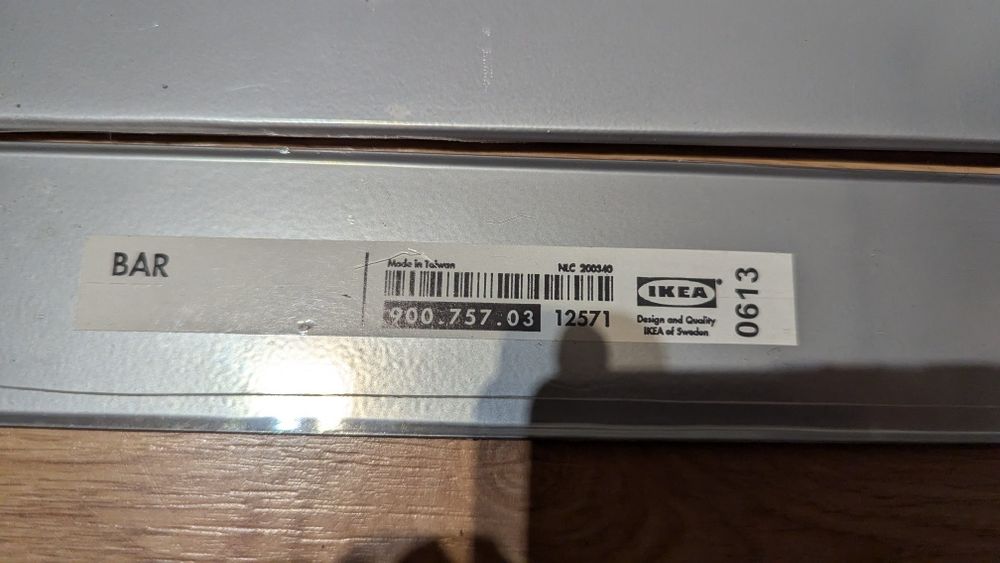 BAR
Made in Taiwan
NLC 200340
900.757.03 12571
IKEA®
Design and Quality
IKEA of Sweden
0613